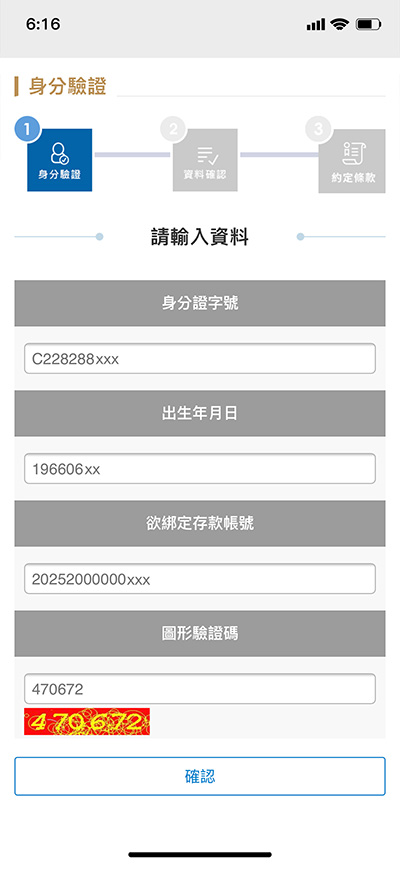 6:16
身分驗證
1
2
3
身分驗證
資料確認
約定條款
請輸入資料
身分證字號
C228288xxx
出生年月日
196606xx
欲綁定存款帳號
20252000000xxx
圖形驗證碼
470672
470672
確認